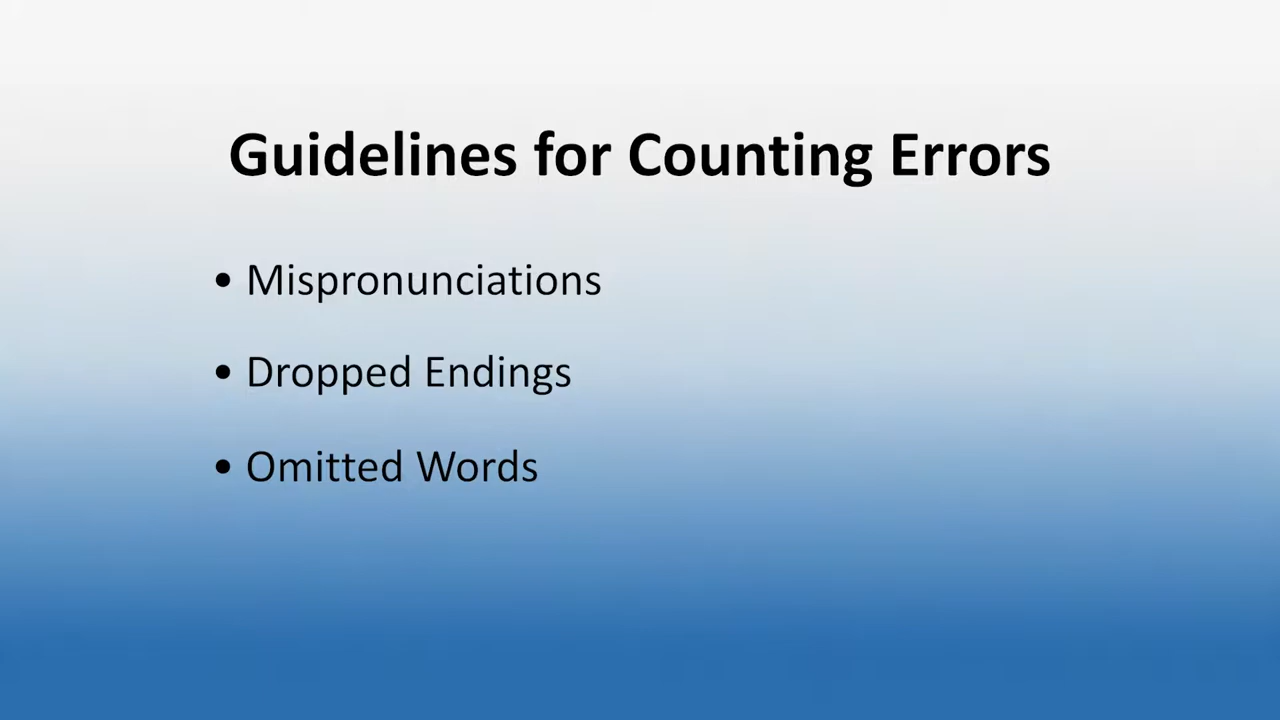 Guidelines for Counting Errors
• Mispronunciations
• Dropped Endings
• Omitted Words